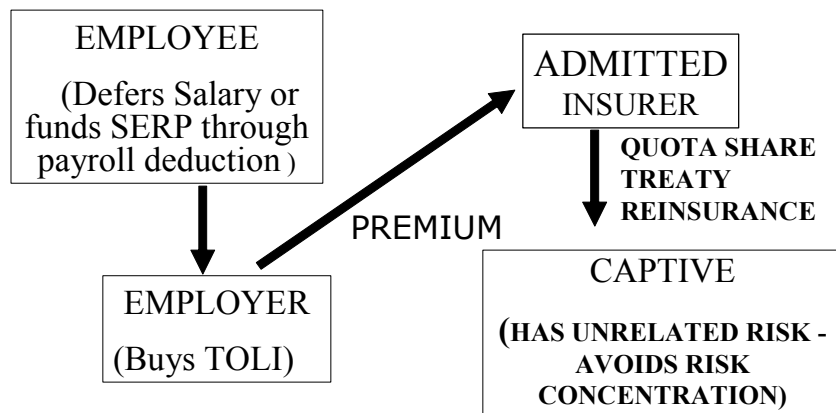 EMPLOYEE
(Defers Salary or
funds SERP through
payroll deduction )
ADMITTED
INSURER
QUOTA SHARE
TREATY
REINSURANCE
PREMIUM
EMPLOYER
(Buys TOLI)
CAPTIVE
(HAS UNRELATED RISK -
AVOIDS RISK
CONCENTRATION)